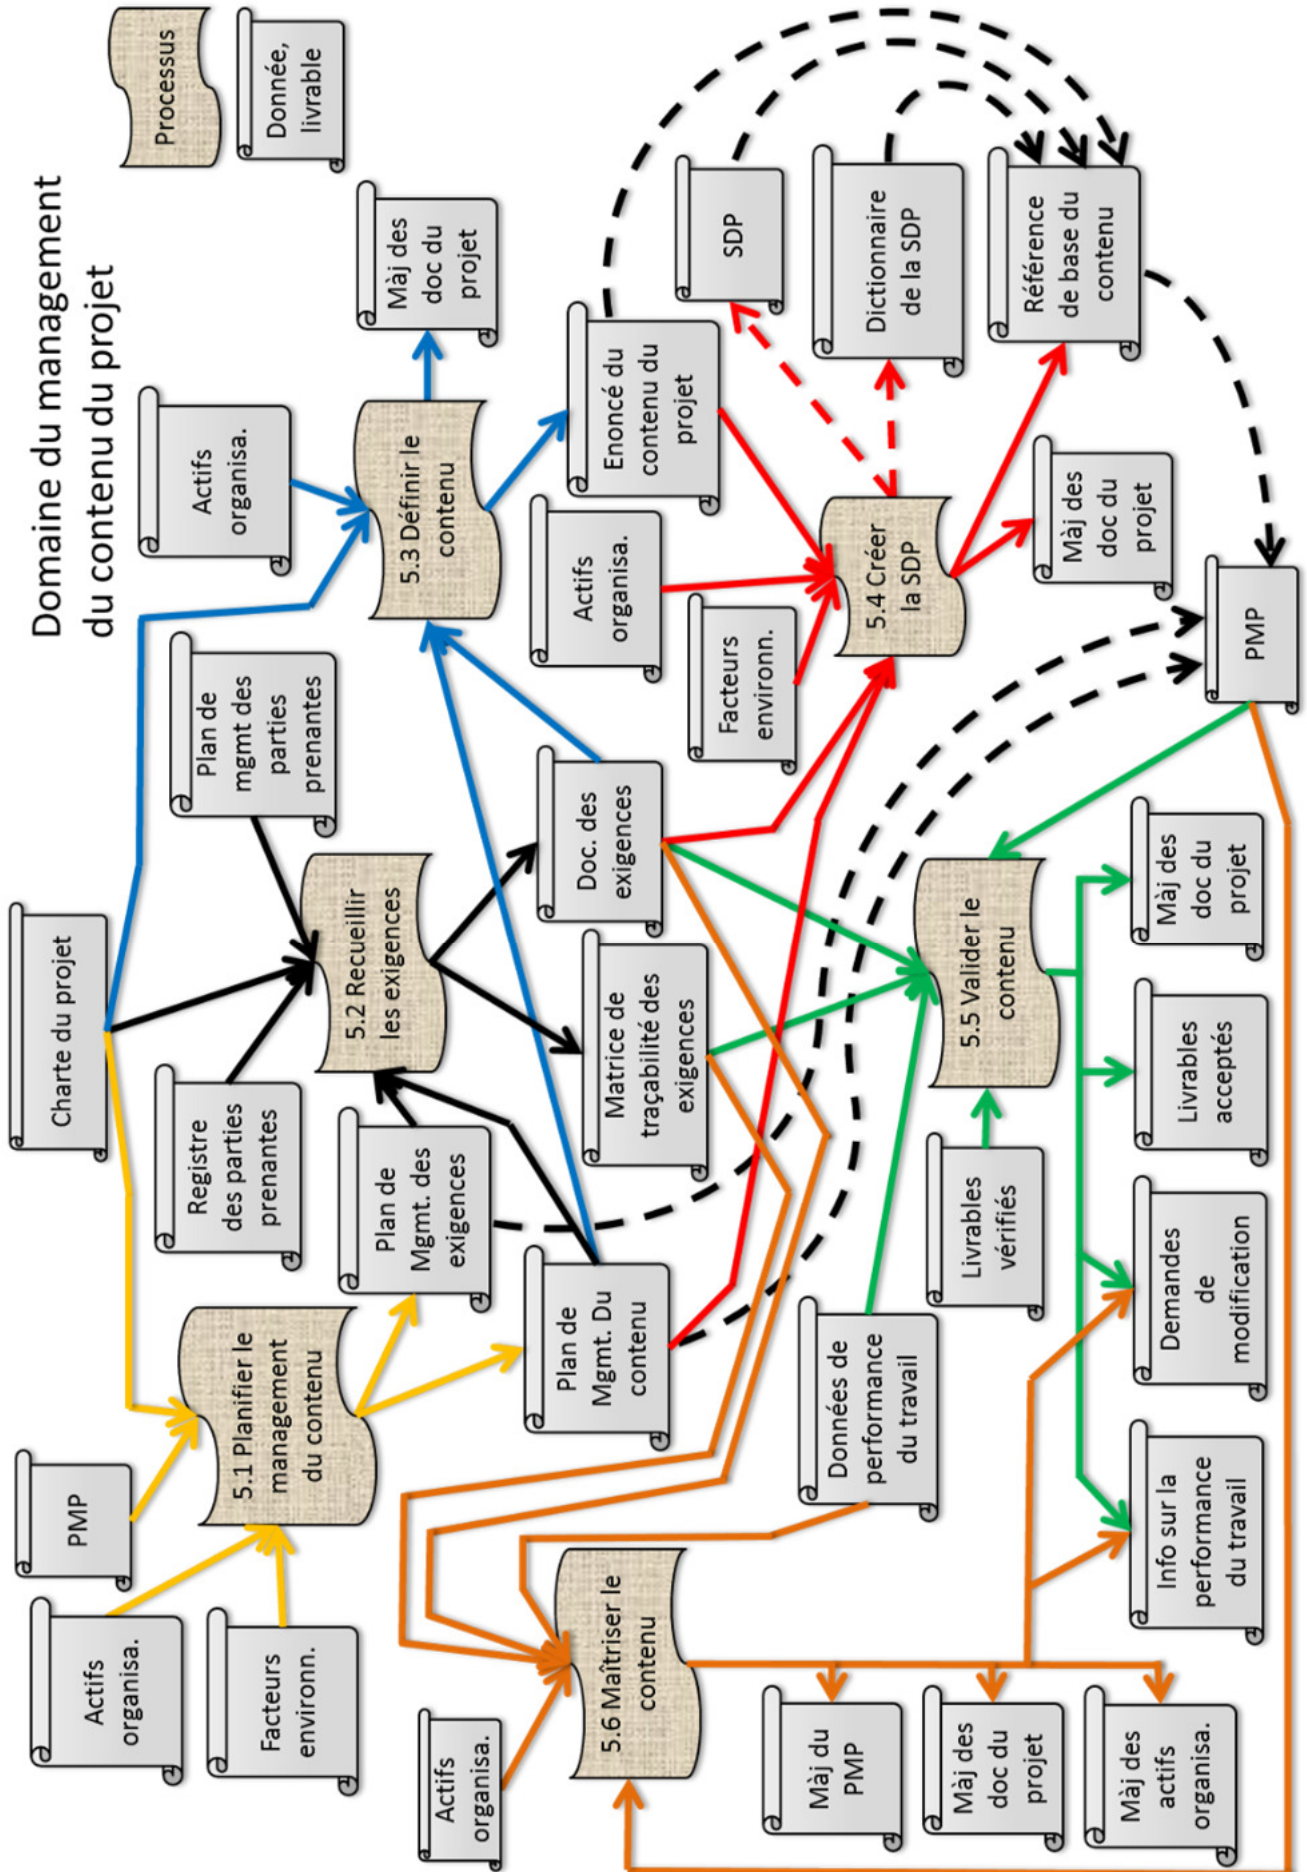 Domaine du management
du contenu du projet
Processus
Donnée,
livrable
Charte du projet
PMP
Actifs
organisa.
Facteurs
environn.
5.1 Planifier le
management
du contenu
Registre
des parties
prenantes
Plan de
mgmt des
parties
prenantes
Actifs
organisa.
5.2 Recueillir
les exigences
5.3 Définir le
contenu
Màj des
doc du
projet
Plan de
Mgmt. des
exigences
Plan de
Mgmt. Du
contenu
Matrice de
traçabilité des
exigences
Doc. des
exigences
Actifs
organisa.
Facteurs
environn.
Enoncé du
contenu du
projet
SDP
Dictionnaire
de la SDP
Référence
de base du
contenu
5.4 Créer
la SDP
Màj des
doc du
projet
PMP
Actifs
organisa.
5.6 Maîtriser le
contenu
Données de
performance
du travail
Livrables
vérifiés
5.5 Valider le
contenu
Màj du
PMP
Màj des
doc du
projet
Màj des
actifs
organisa.
Info sur la
performance
du travail
Demandes
de
modification
Livrables
acceptés
Màj des
doc du
projet